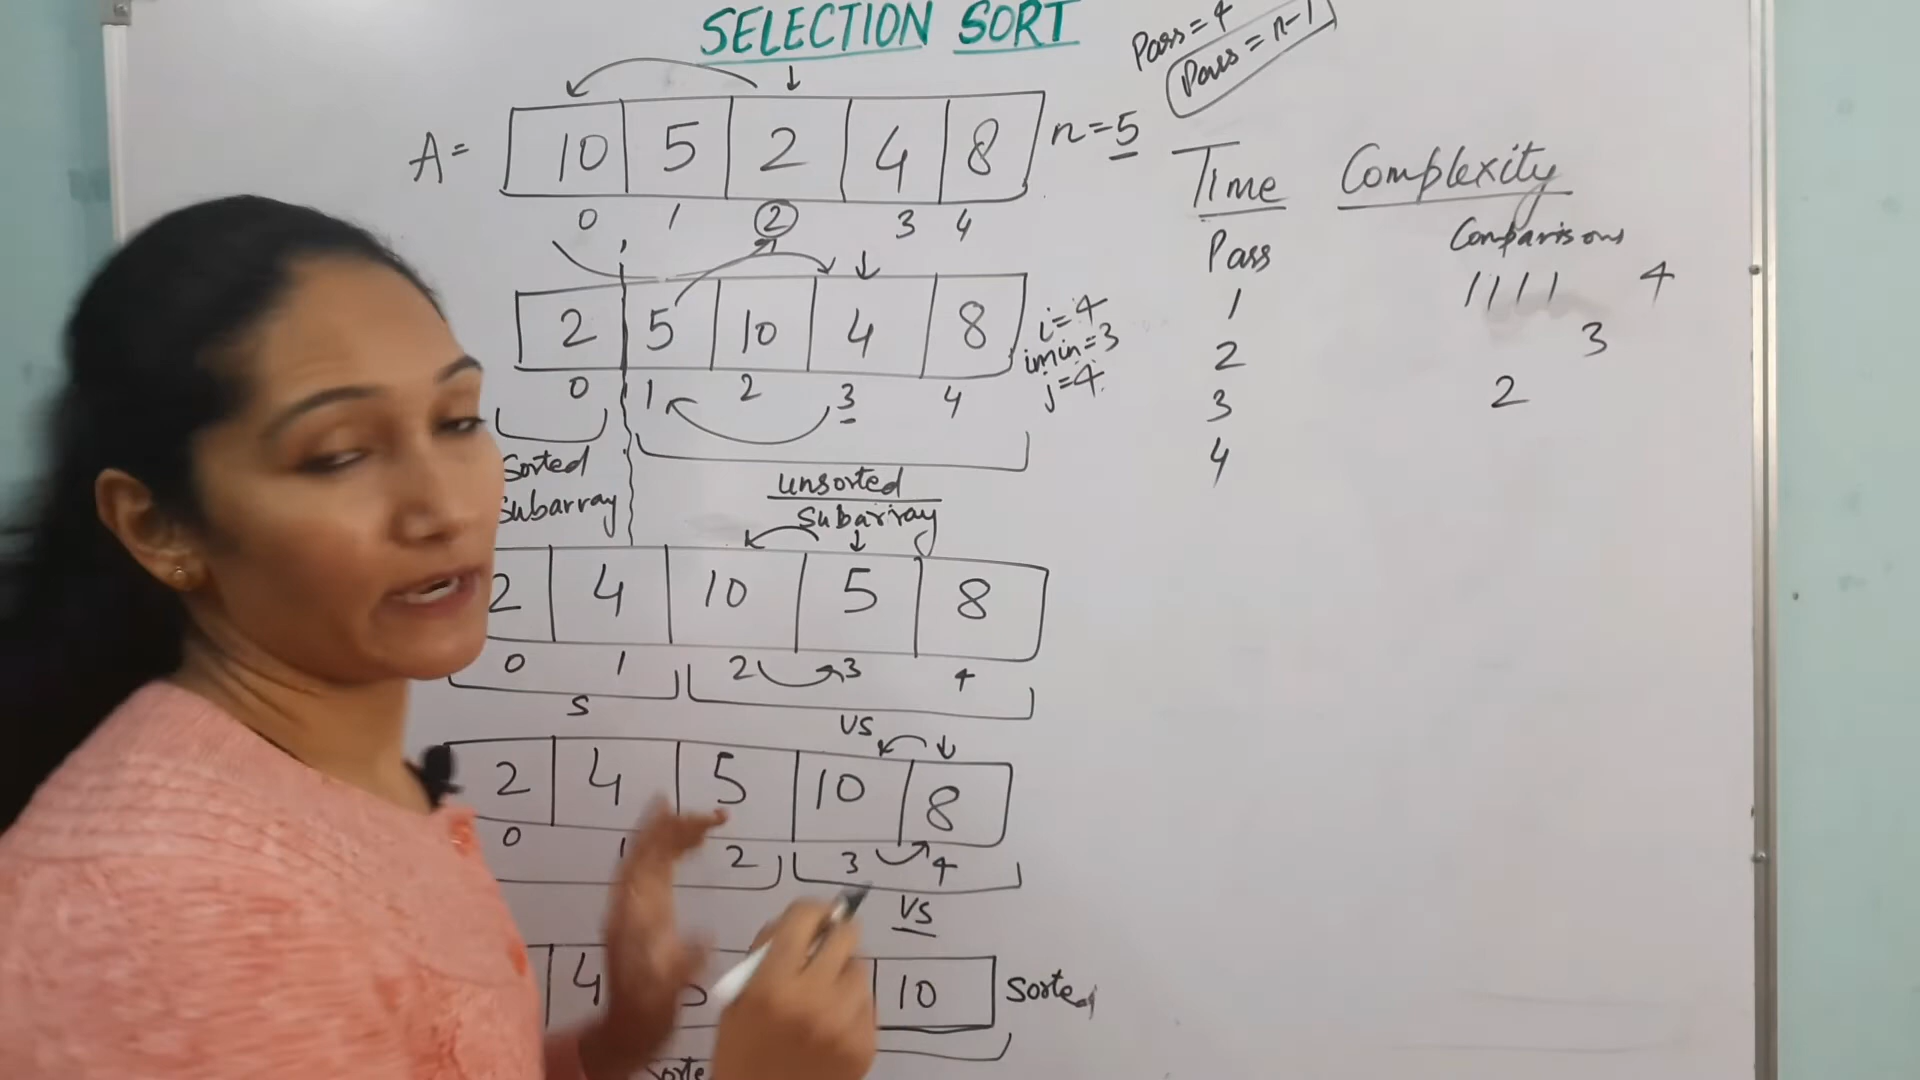 SELECTION SORT
Pass = 4
Pass = n-1
A = 10 5 2 4 8 n=5
0 1 2 3 4
2 5 10 4 8
0 1 2 3 4
i=4
imin=3
j=4
Sorted
Subarray
unsorted
subarray
2 4 10 5 8
0 1 2 3 4
S
US
2 4 5 10 8
0 1 2 3 4
US
4 10 Sorted
Time Complexity
Pass Comparisons
1 1111 4
2 3
3 2
4